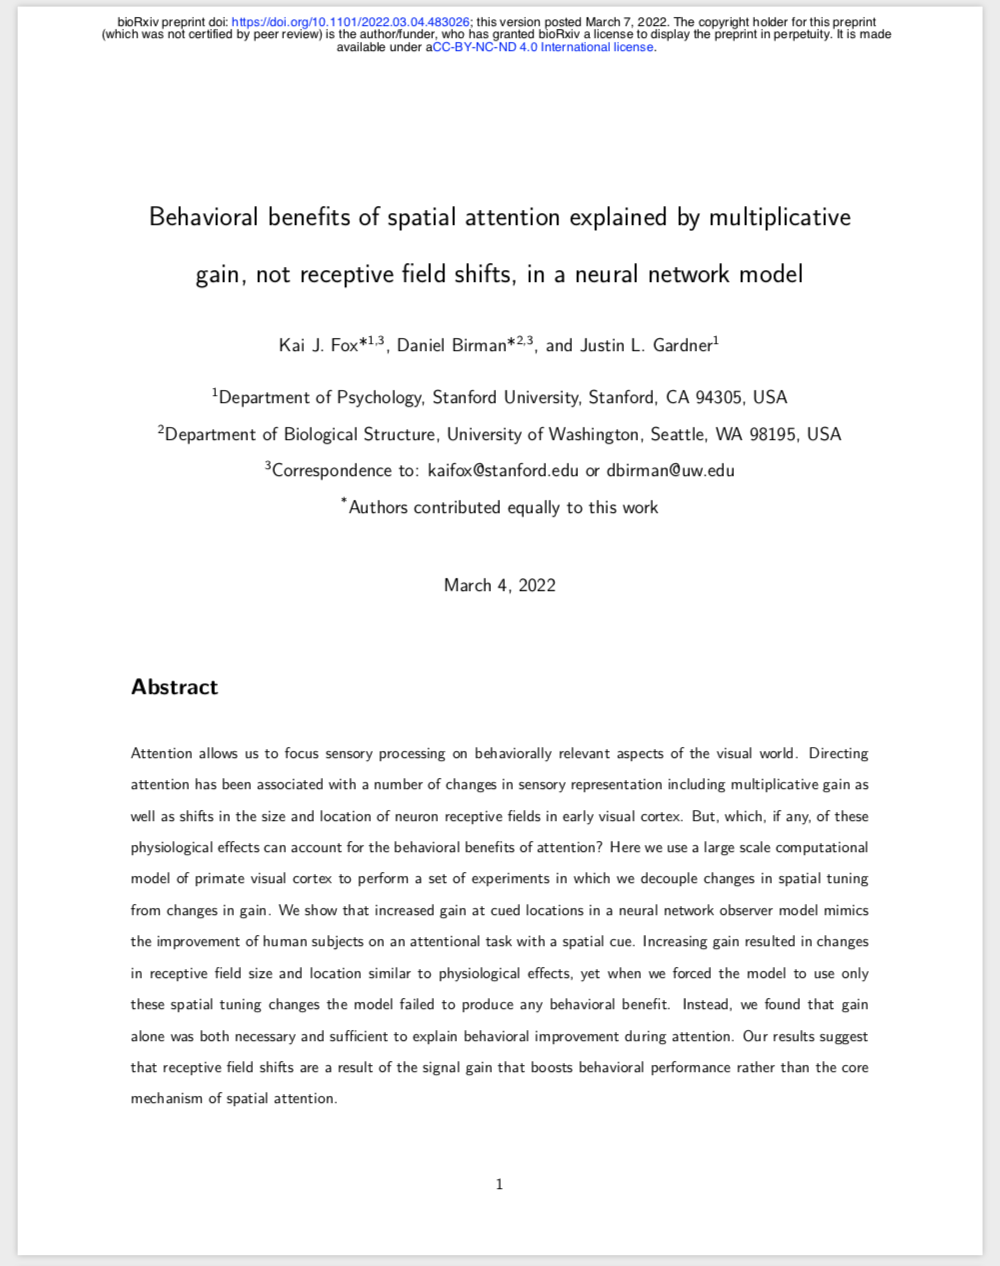 bioRxiv preprint doi: https://doi.org/10.1101/2022.03.04.483026; this version posted March 7, 2022. The copyright holder for this preprint
(which was not certified by peer review) is the author/funder, who has granted bioRxiv a license to display the preprint in perpetuity. It is made
available under aCC-BY-NC-ND 4.0 International license.
Behavioral benefits of spatial attention explained by multiplicative
gain, not receptive field shifts, in a neural network model
Kai J. Fox*1,3, Daniel Birman*2,3, and Justin L. Gardner1
1Department of Psychology, Stanford University, Stanford, CA 94305, USA
2Department of Biological Structure, University of Washington, Seattle, WA 98195, USA
3Correspondence to: kaifox@stanford.edu or dbirman@uw.edu
*Authors contributed equally to this work
March 4, 2022
Abstract
Attention allows us to focus sensory processing on behaviorally relevant aspects of the visual world. Directing
attention has been associated with a number of changes in sensory representation including multiplicative gain as
well as shifts in the size and location of neuron receptive fields in early visual cortex. But, which, if any, of these
physiological effects can account for the behavioral benefits of attention? Here we use a large scale computational
model of primate visual cortex to perform a set of experiments in which we decouple changes in spatial tuning
from changes in gain. We show that increased gain at cued locations in a neural network observer model mimics
the improvement of human subjects on an attentional task with a spatial cue. Increasing gain resulted in changes
in receptive field size and location similar to physiological effects, yet when we forced the model to use only
these spatial tuning changes the model failed to produce any behavioral benefit. Instead, we found that gain
alone was both necessary and sufficient to explain behavioral improvement during attention. Our results suggest
that receptive field shifts are a result of the signal gain that boosts behavioral performance rather than the core
mechanism of spatial attention.
1